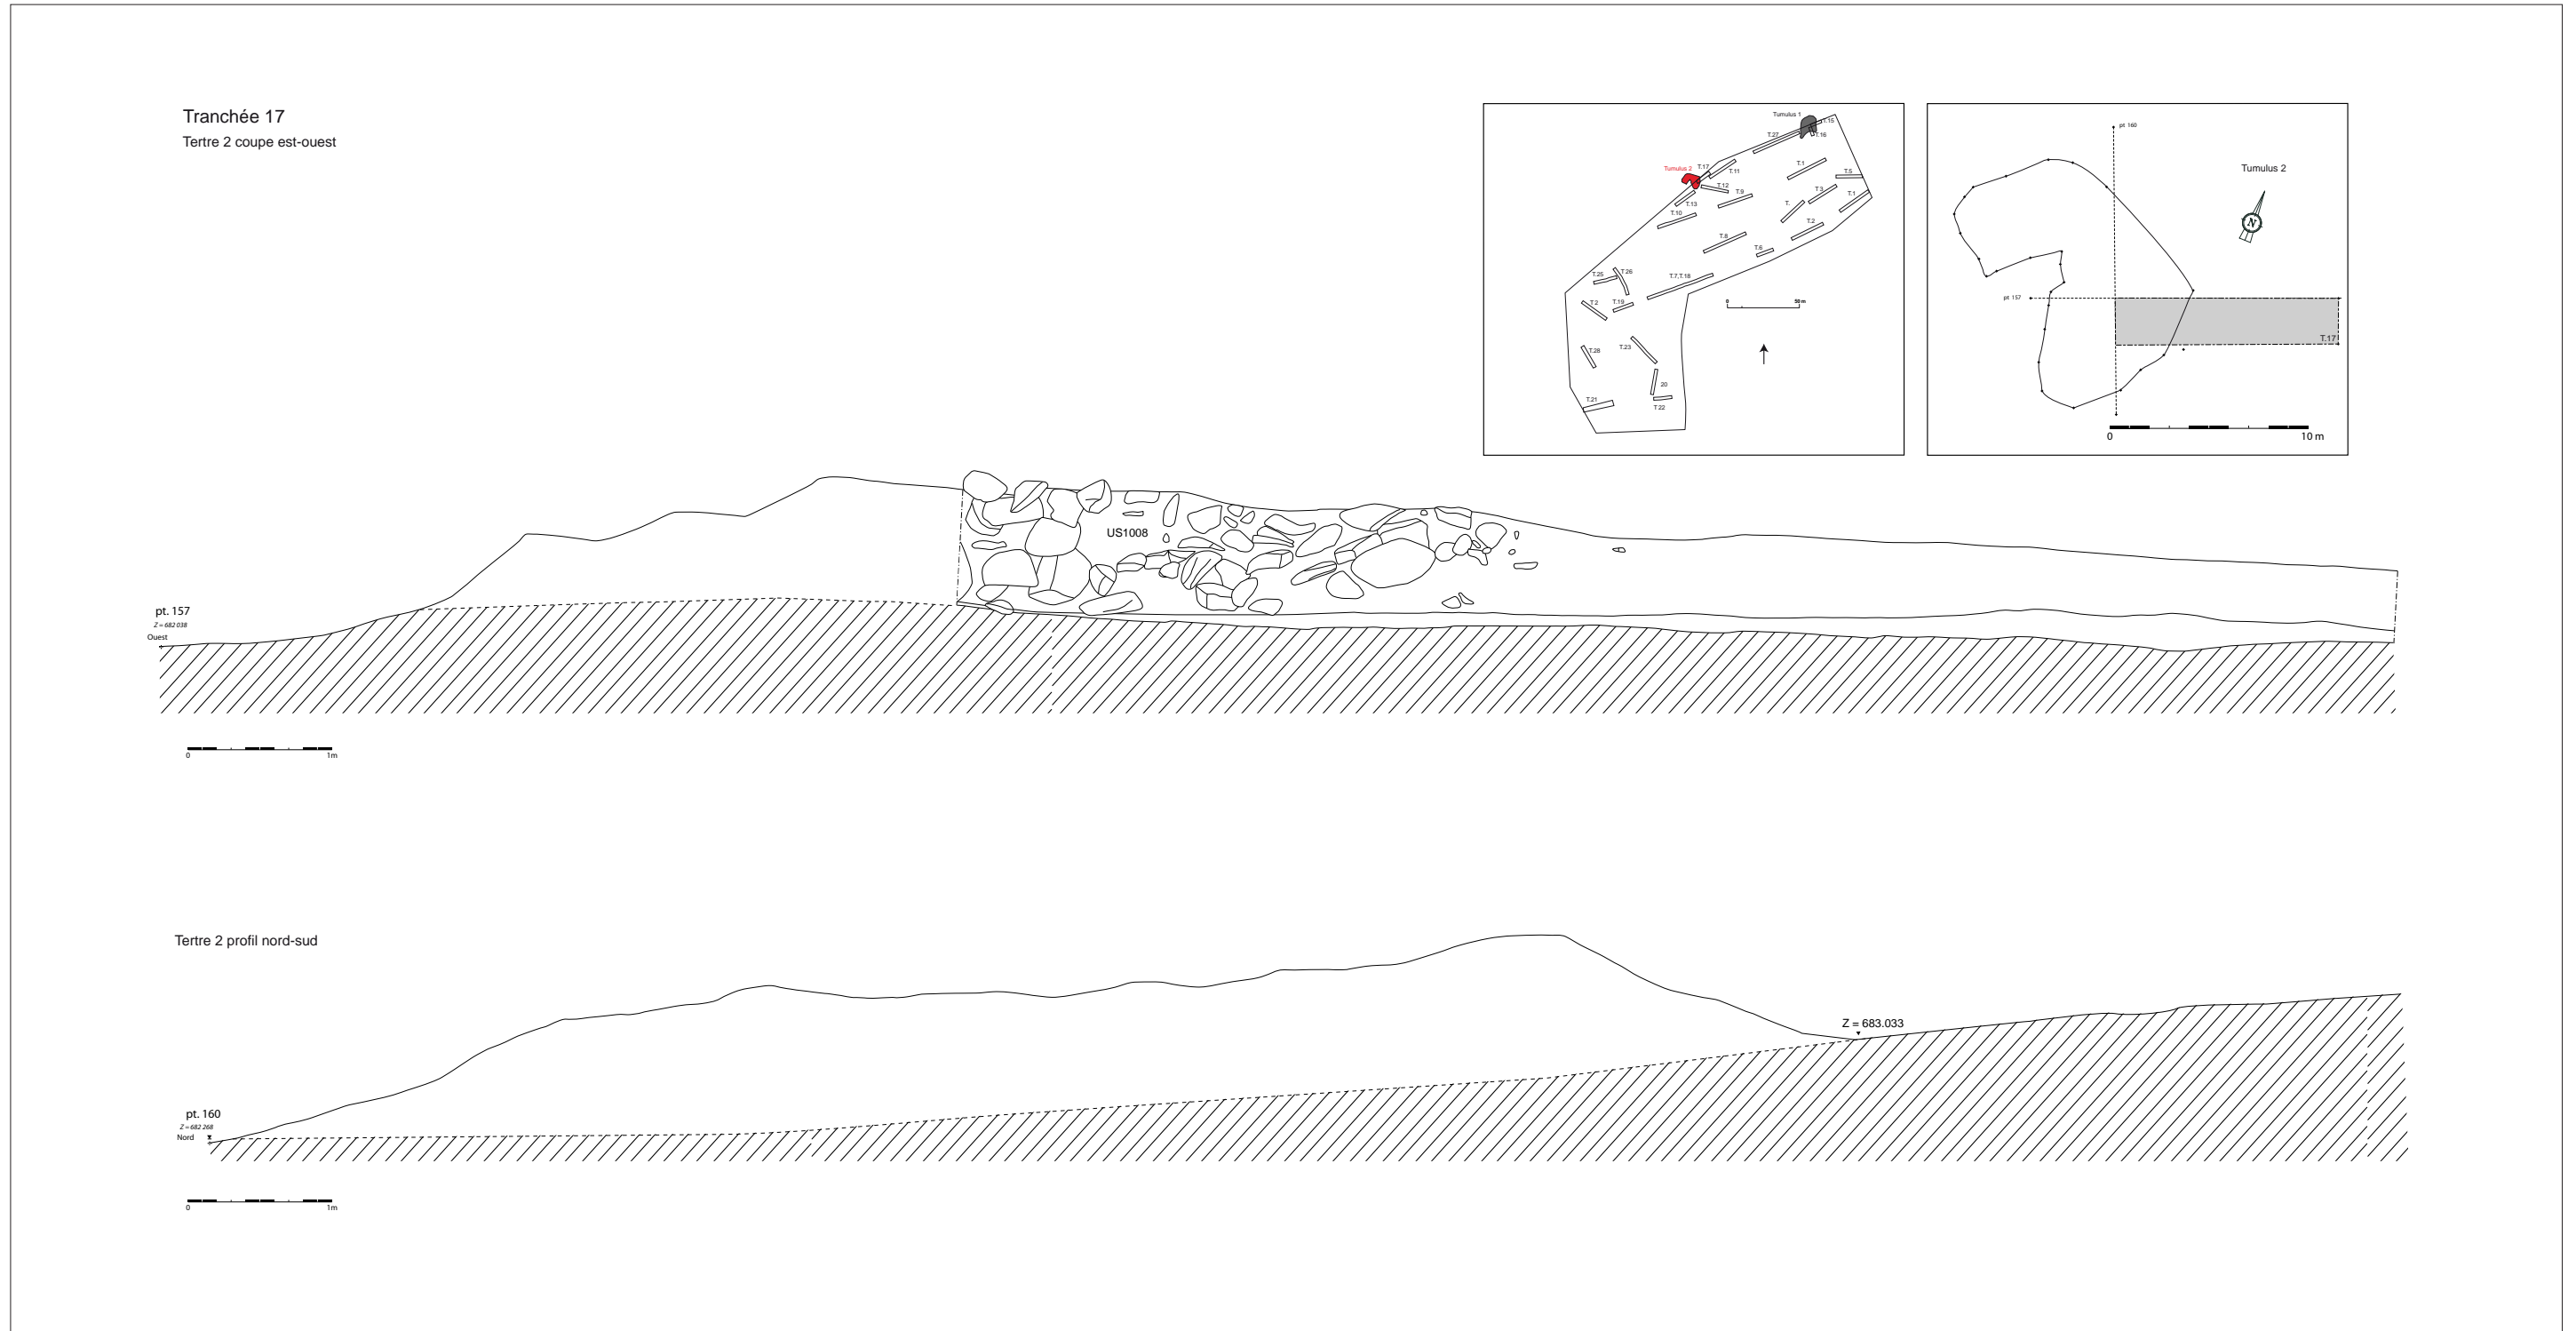 Tranchée 17
Tertre 2 coupe est-ouest
Tumulus 1
T.15
T.27
T.16
Tumulus 2
T.17
T.11
T.1
T.5
T.12
T.9
T.3
T.1
T.13
T.10
T.
T.2
T.8
T.6
T.25
T.26
T.7,T.18
T 2
T.19
0
50 m
T.28
T.23
20
T.21
T 22
pt 160
Tumulus 2
N
pt 157
T.17
0
10 m
US1008
pt. 157
Z = 682 038
Ouest
0
1m
Tertre 2 profil nord-sud
Z = 683.033
pt. 160
Z = 682 268
Nord
0
1m